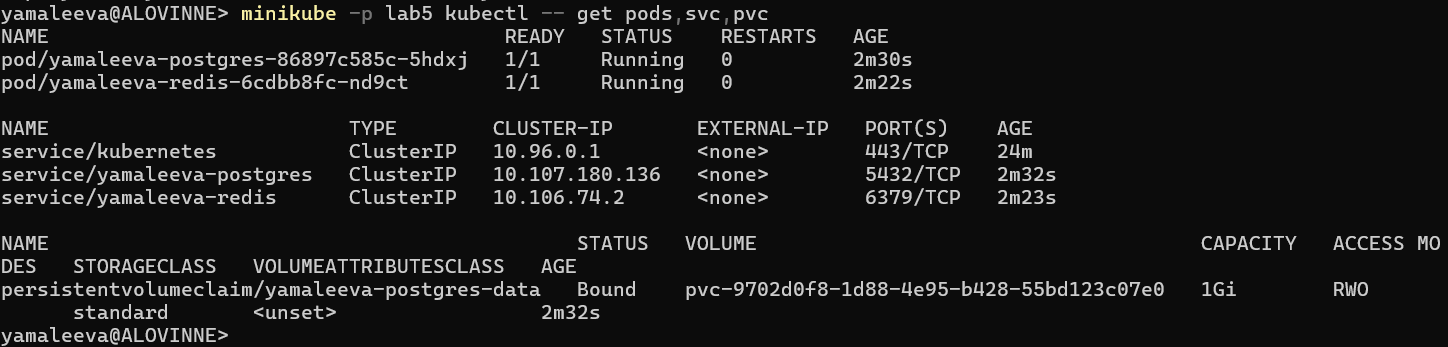 yamaleeva@ALOVINNE> minikube -p lab5 kubectl -- get pods,svc,pvc
NAME                                       READY   STATUS    RESTARTS   AGE
pod/yamaleeva-postgres-86897c585c-5hdxj   1/1     Running   0          2m30s
pod/yamaleeva-redis-6cdbb8fc-nd9ct        1/1     Running   0          2m22s
NAME                         TYPE        CLUSTER-IP       EXTERNAL-IP   PORT(S)    AGE
service/kubernetes           ClusterIP   10.96.0.1        <none>        443/TCP    24m
service/yamaleeva-postgres   ClusterIP   10.107.180.136   <none>        5432/TCP   2m32s
service/yamaleeva-redis      ClusterIP   10.106.74.2      <none>        6379/TCP   2m23s
NAME                                            STATUS   VOLUME                                     CAPACITY   ACCESS MO
DES   STORAGECLASS   VOLUMEATTRIBUTESCLASS   AGE
persistentvolumeclaim/yamaleeva-postgres-data   Bound    pvc-9702d0f8-1d88-4e95-b428-55bd123c07e0   1Gi        RWO
      standard       <unset>                 2m32s
yamaleeva@ALOVINNE>